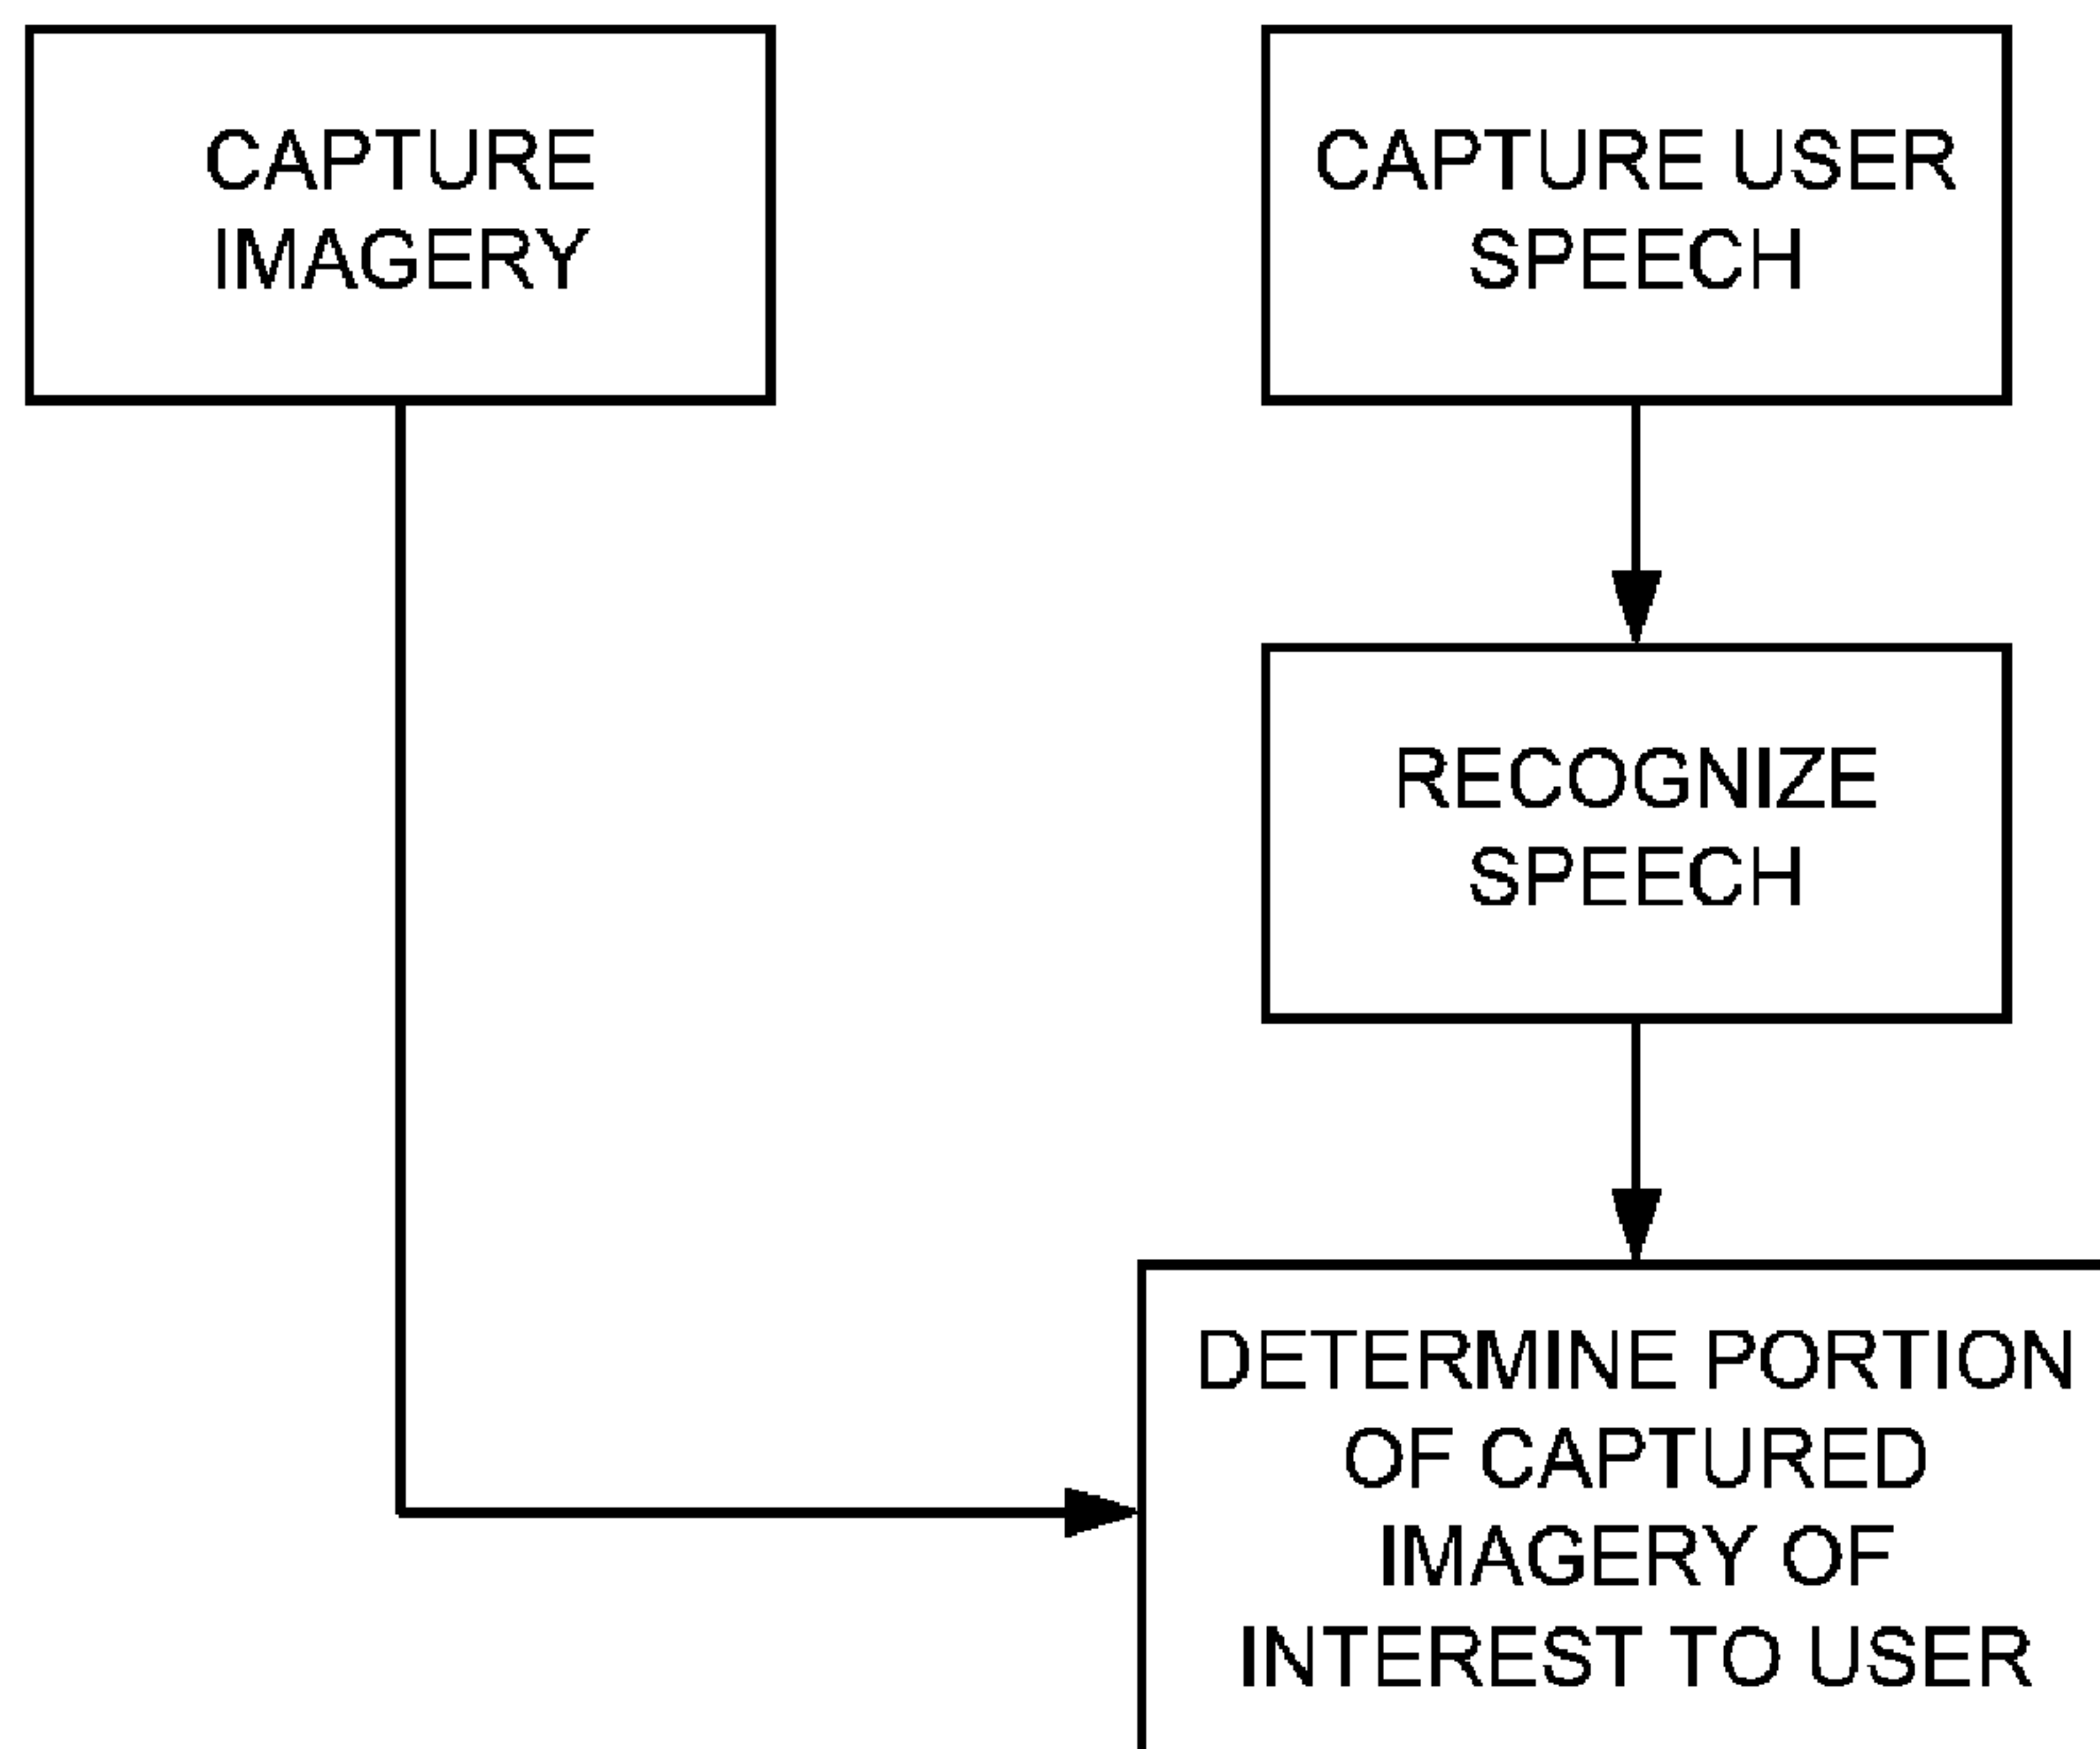 CAPTURE
IMAGERY
CAPTURE USER
SPEECH
RECOGNIZE
SPEECH
DETERMINE PORTION
OF CAPTURED
IMAGERY OF
INTEREST TO USER